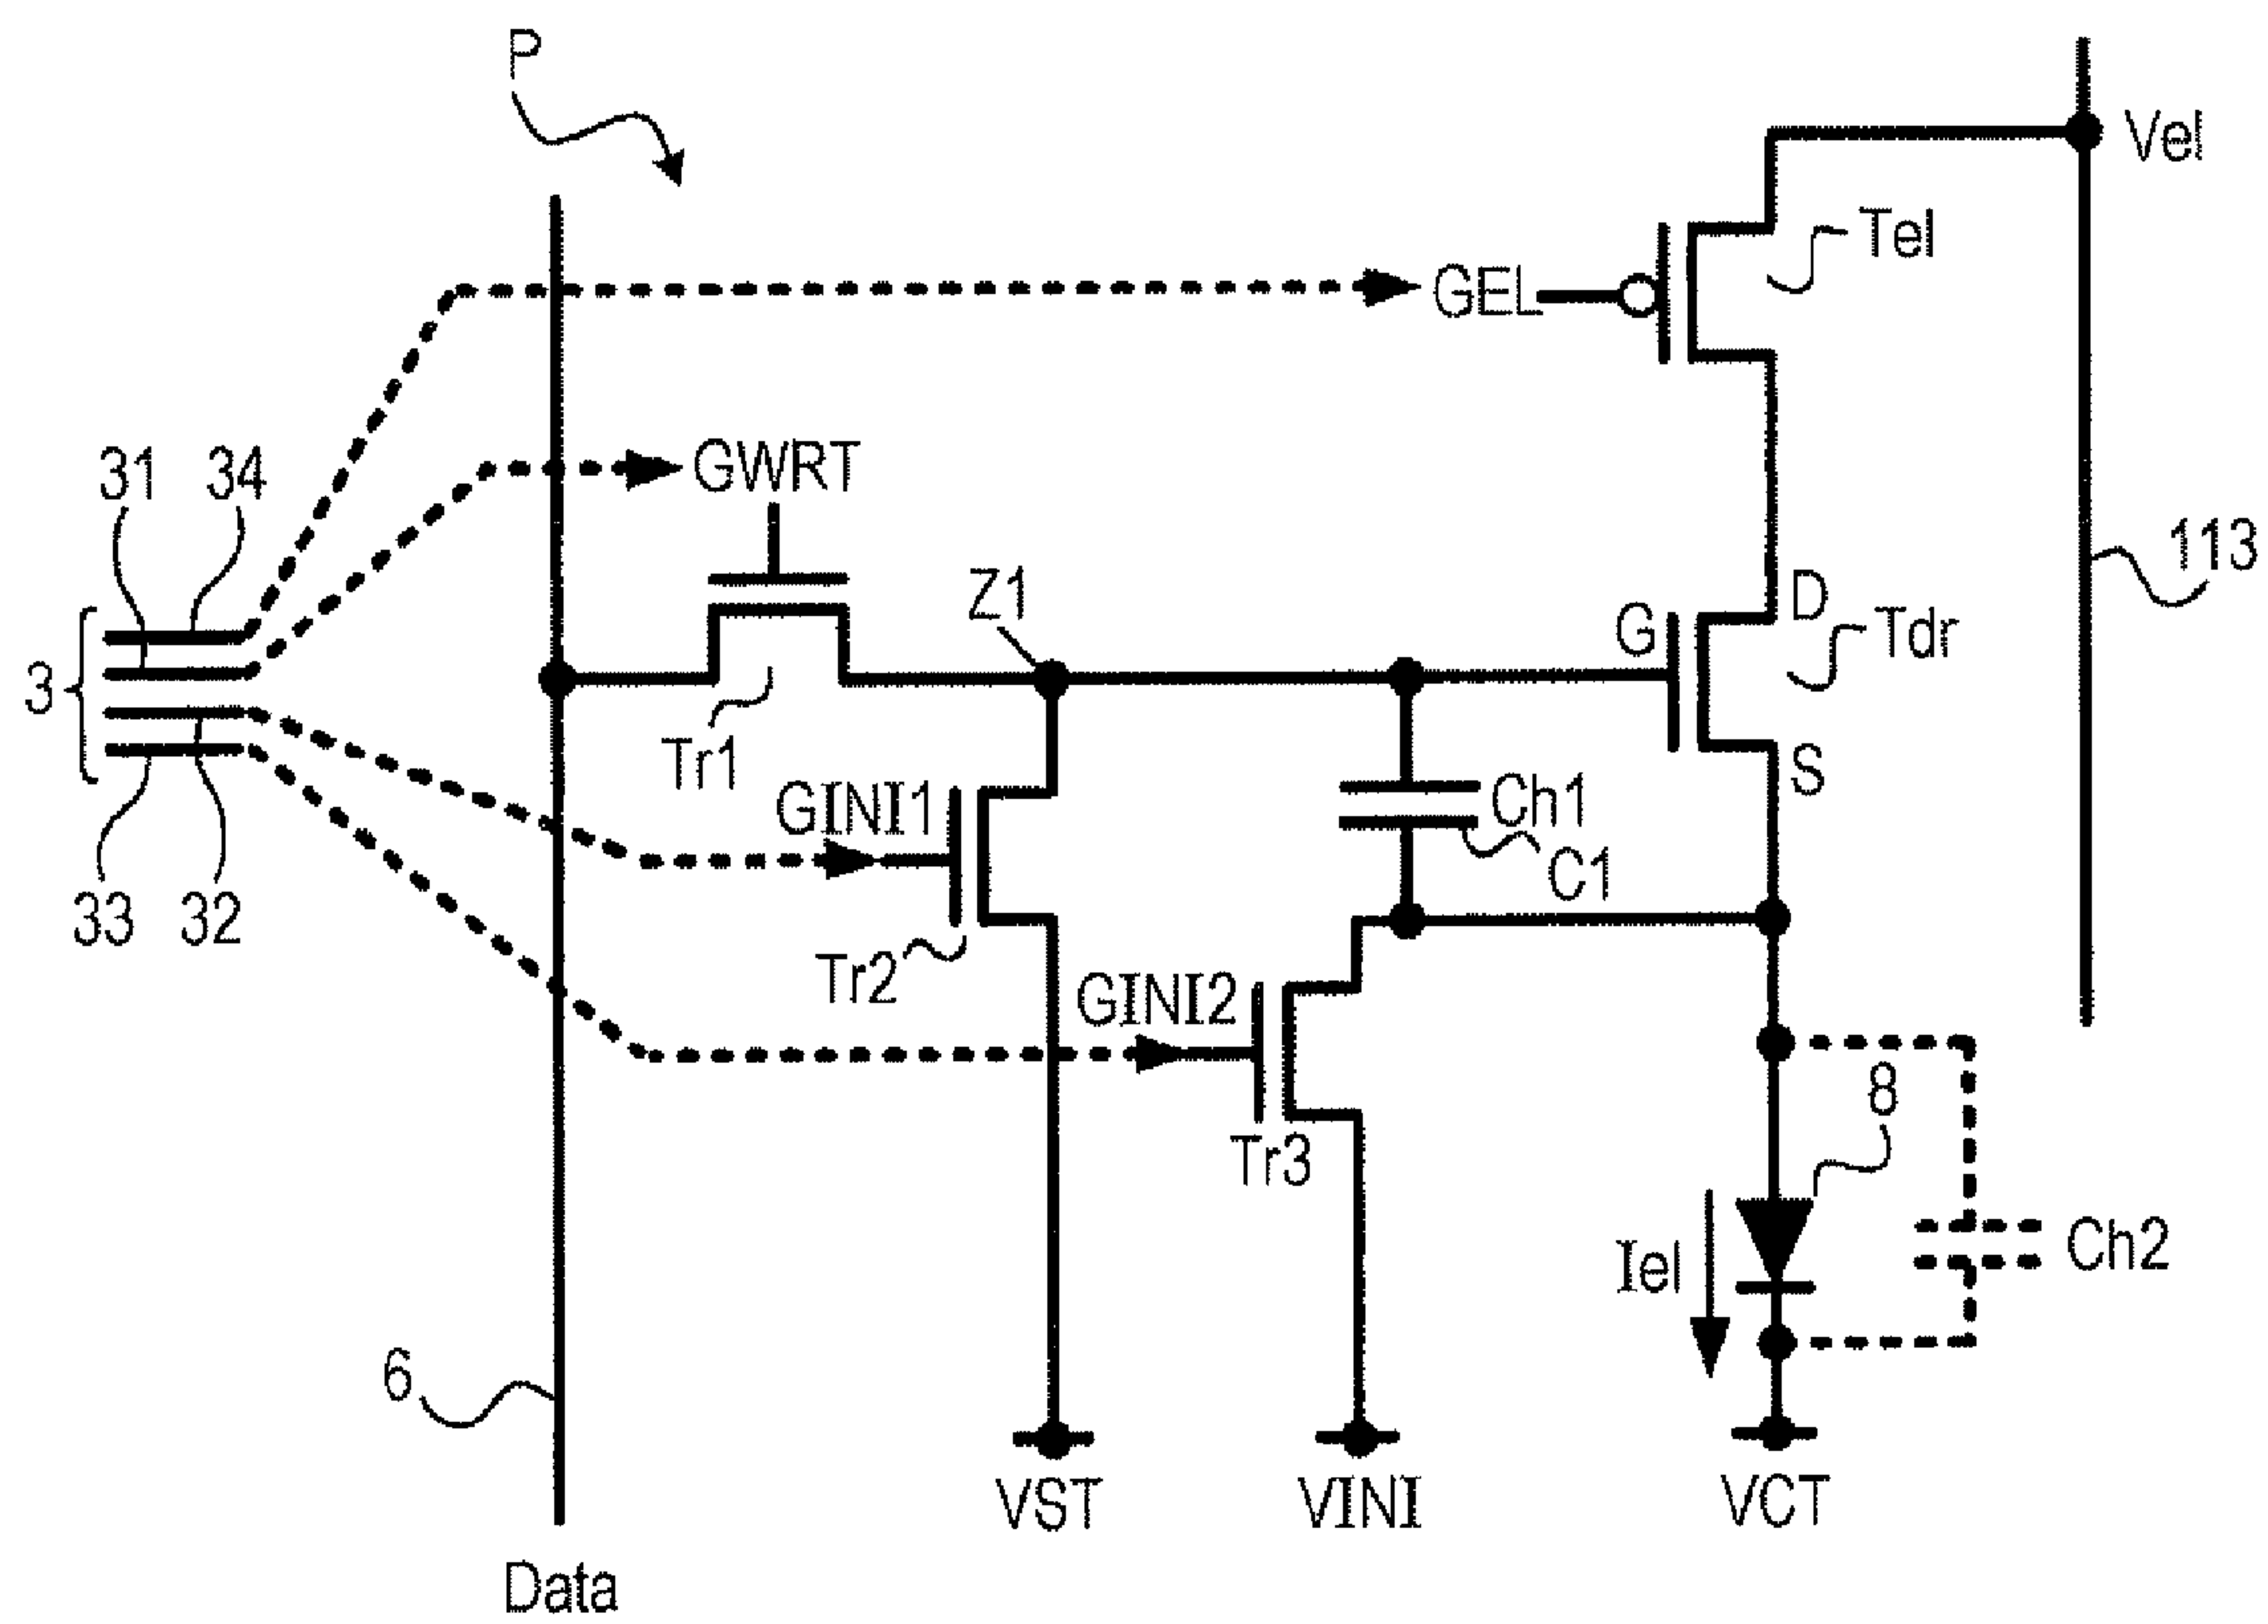 P
Vel
Tel
GEL
31
34
GWRT
113
Z1
G
D
Tdr
3
S
Tr1
GINI1
Ch1
C1
33
32
Tr2
GINI2
8
Tr3
Iel
Ch2
6
VST
VINI
VCT
Data